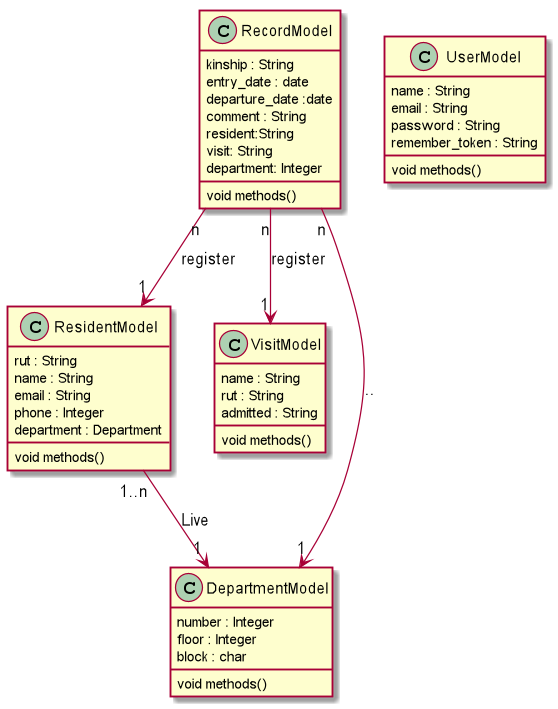 C RecordModel
kinship : String
entry_date : date
departure_date :date
comment : String
resident:String
visit: String
department: Integer
void methods()
C UserModel
name : String
email : String
password : String
remember_token : String
void methods()
n
n
n
register
register
1
1
C ResidentModel
rut : String
name : String
email : String
phone : Integer
department : Department
void methods()
C VisitModel
name : String
rut : String
admitted : String
void methods()
..
1..n
Live
1
1
C DepartmentModel
number : Integer
floor : Integer
block : char
void methods()